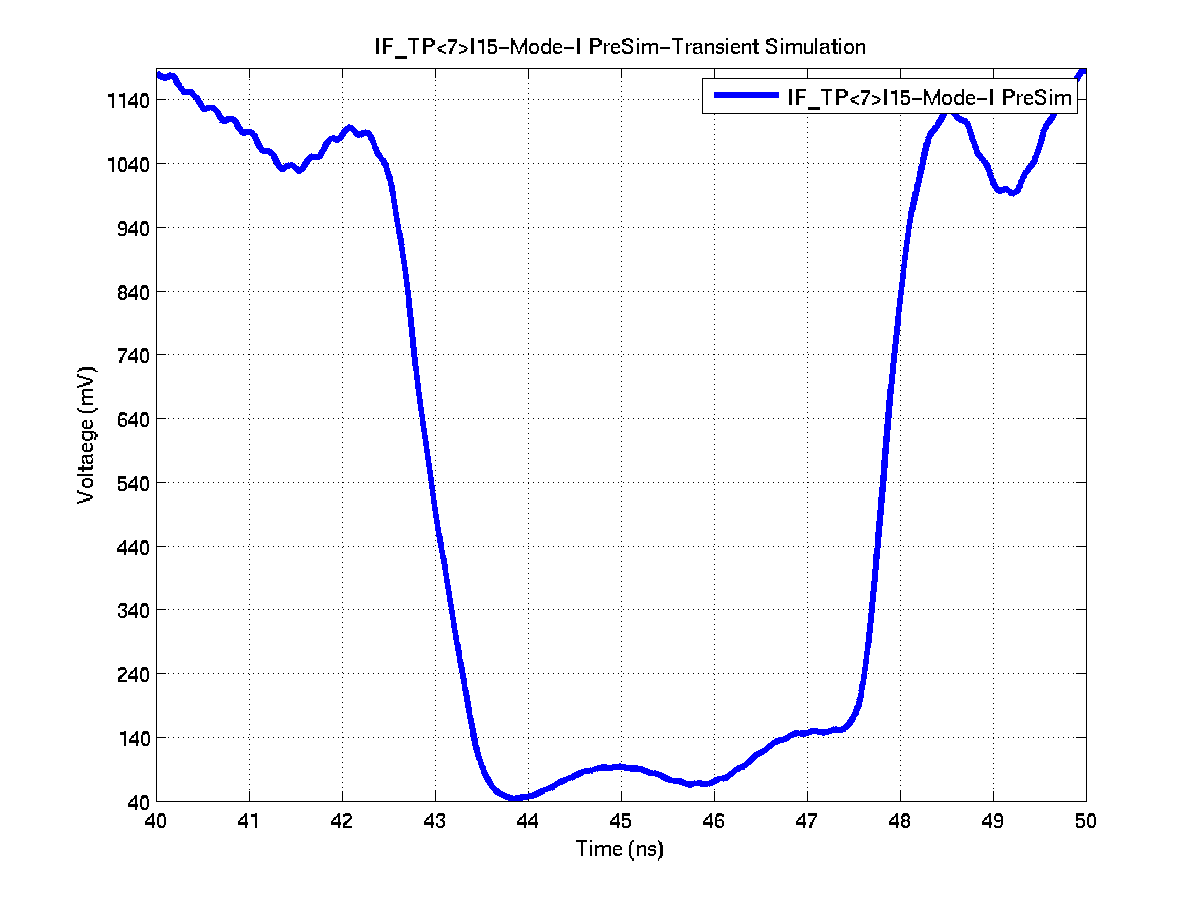 IF_TP<7>I15-Mode-I PreSim-Transient Simulation
IF_TP<7>I15-Mode-I PreSim
1140
1040
940
840
740
640
540
440
340
240
140
40
Voltaege (mV)
40 41 42 43 44 45 46 47 48 49 50
Time (ns)